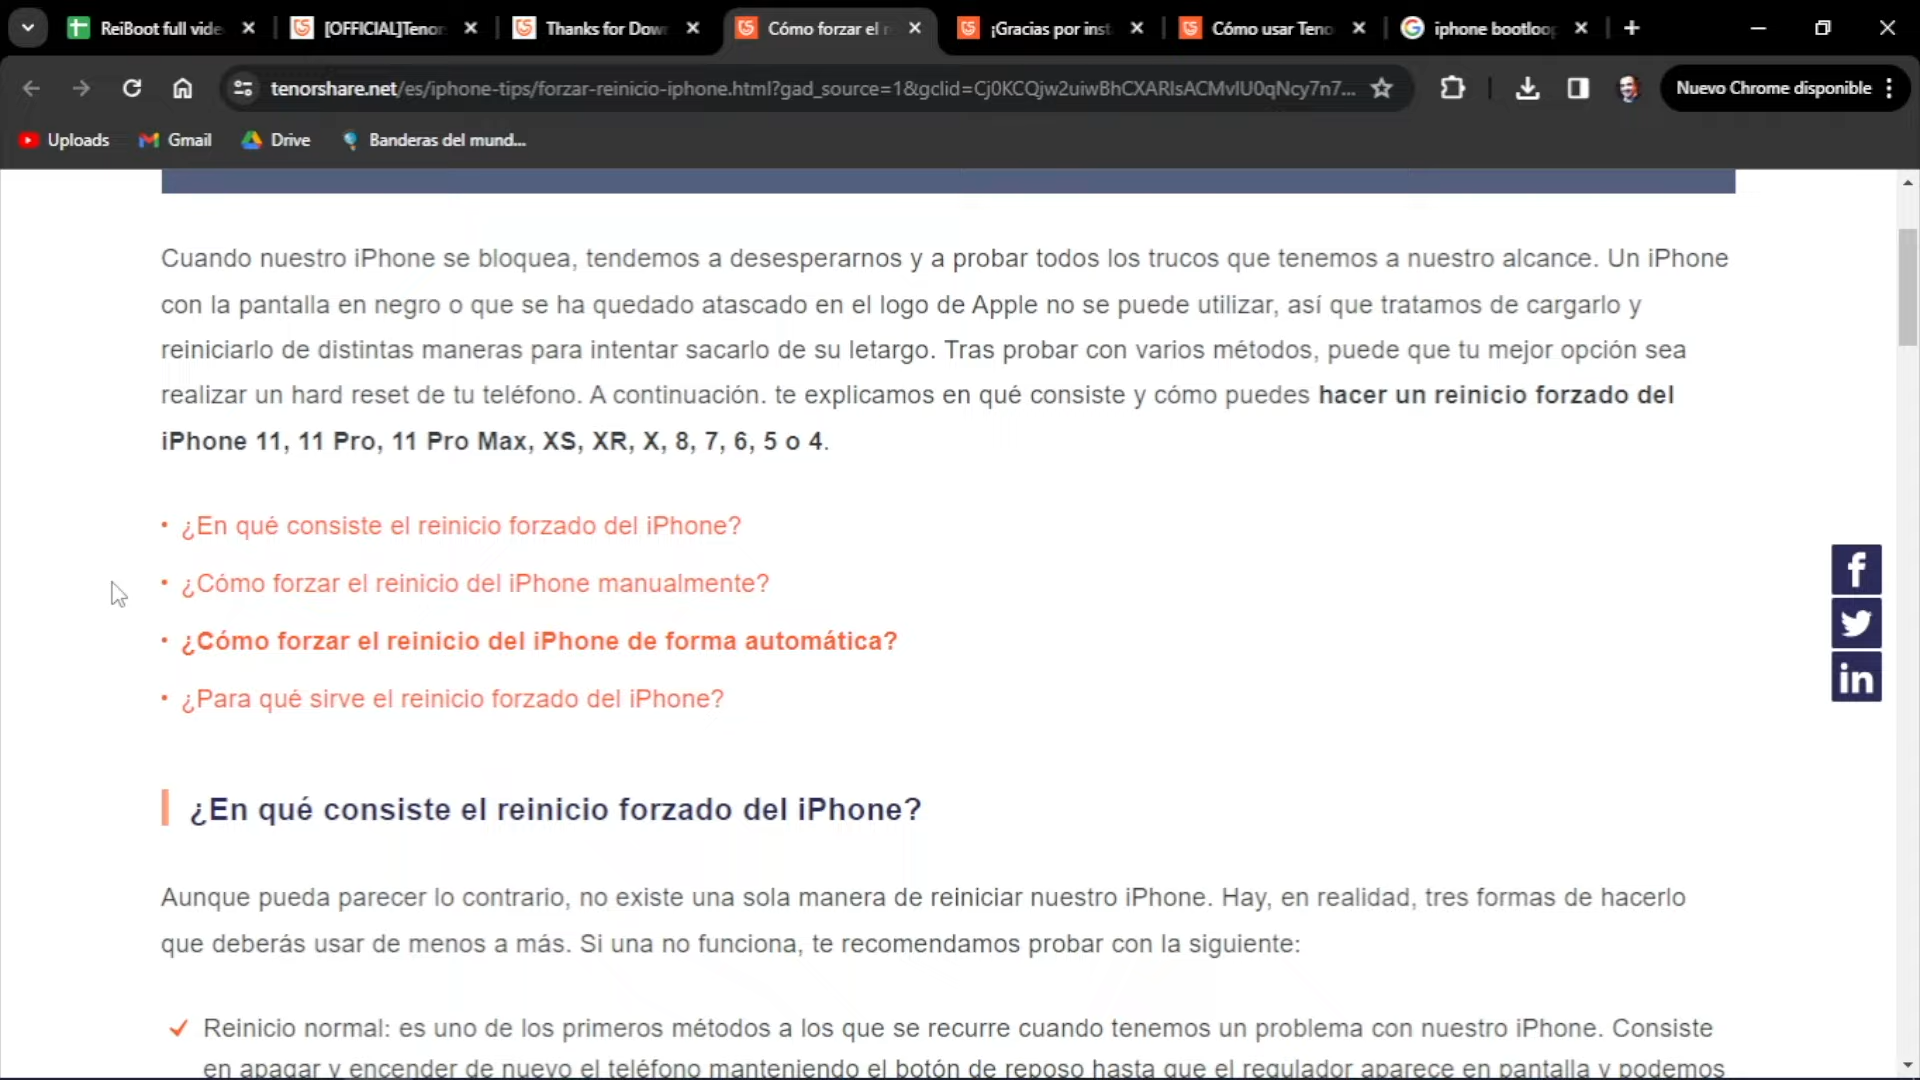 ReiBoot full vide
[OFFICIAL]Tenor
Thanks for Dow
Cómo forzar el r
¡Gracias por inst
Cómo usar Teno
iphone bootloop
tenorshare.net/es/iphone-tips/forzar-reinicio-iphone.html?gad_source=1&gclid=Cj0KCQjw2uiwBhCXARIsACMvIU0qNcy7n7...
Nuevo Chrome disponible
Uploads
Gmail
Drive
Banderas del mund...
Cuando nuestro iPhone se bloquea, tendemos a desesperarnos y a probar todos los trucos que tenemos a nuestro alcance. Un iPhone
con la pantalla en negro o que se ha quedado atascado en el logo de Apple no se puede utilizar, así que tratamos de cargarlo y
reiniciarlo de distintas maneras para intentar sacarlo de su letargo. Tras probar con varios métodos, puede que tu mejor opción sea
realizar un hard reset de tu teléfono. A continuación. te explicamos en qué consiste y cómo puedes hacer un reinicio forzado del
iPhone 11, 11 Pro, 11 Pro Max, XS, XR, X, 8, 7, 6, 5 o 4.
• ¿En qué consiste el reinicio forzado del iPhone?
• ¿Cómo forzar el reinicio del iPhone manualmente?
• ¿Cómo forzar el reinicio del iPhone de forma automática?
• ¿Para qué sirve el reinicio forzado del iPhone?
¿En qué consiste el reinicio forzado del iPhone?
Aunque pueda parecer lo contrario, no existe una sola manera de reiniciar nuestro iPhone. Hay, en realidad, tres formas de hacerlo
que deberás usar de menos a más. Si una no funciona, te recomendamos probar con la siguiente:
Reinicio normal: es uno de los primeros métodos a los que se recurre cuando tenemos un problema con nuestro iPhone. Consiste
en apagar y encender de nuevo el teléfono manteniendo el botón de reposo hasta que el regulador aparece en pantalla y podemos